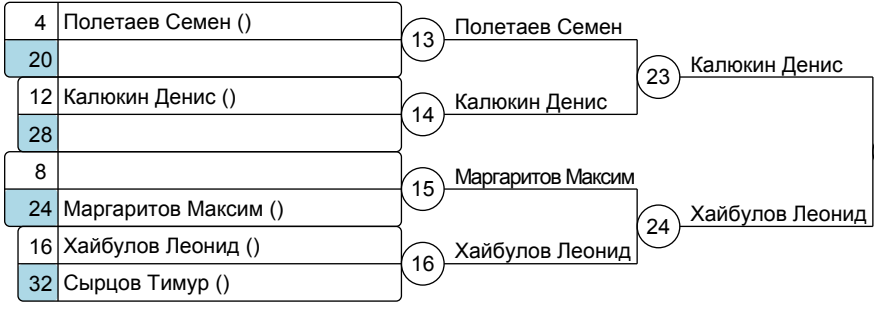 4 Полетаев Семен ()
20
12 Калюкин Денис ()
28
8
24 Маргаритов Максим ()
16 Хайбулов Леонид ()
32 Сырцов Тимур ()
13 Полетаев Семен
14 Калюкин Денис
15 Маргаритов Максим
16 Хайбулов Леонид
23 Калюкин Денис
24 Хайбулов Леонид